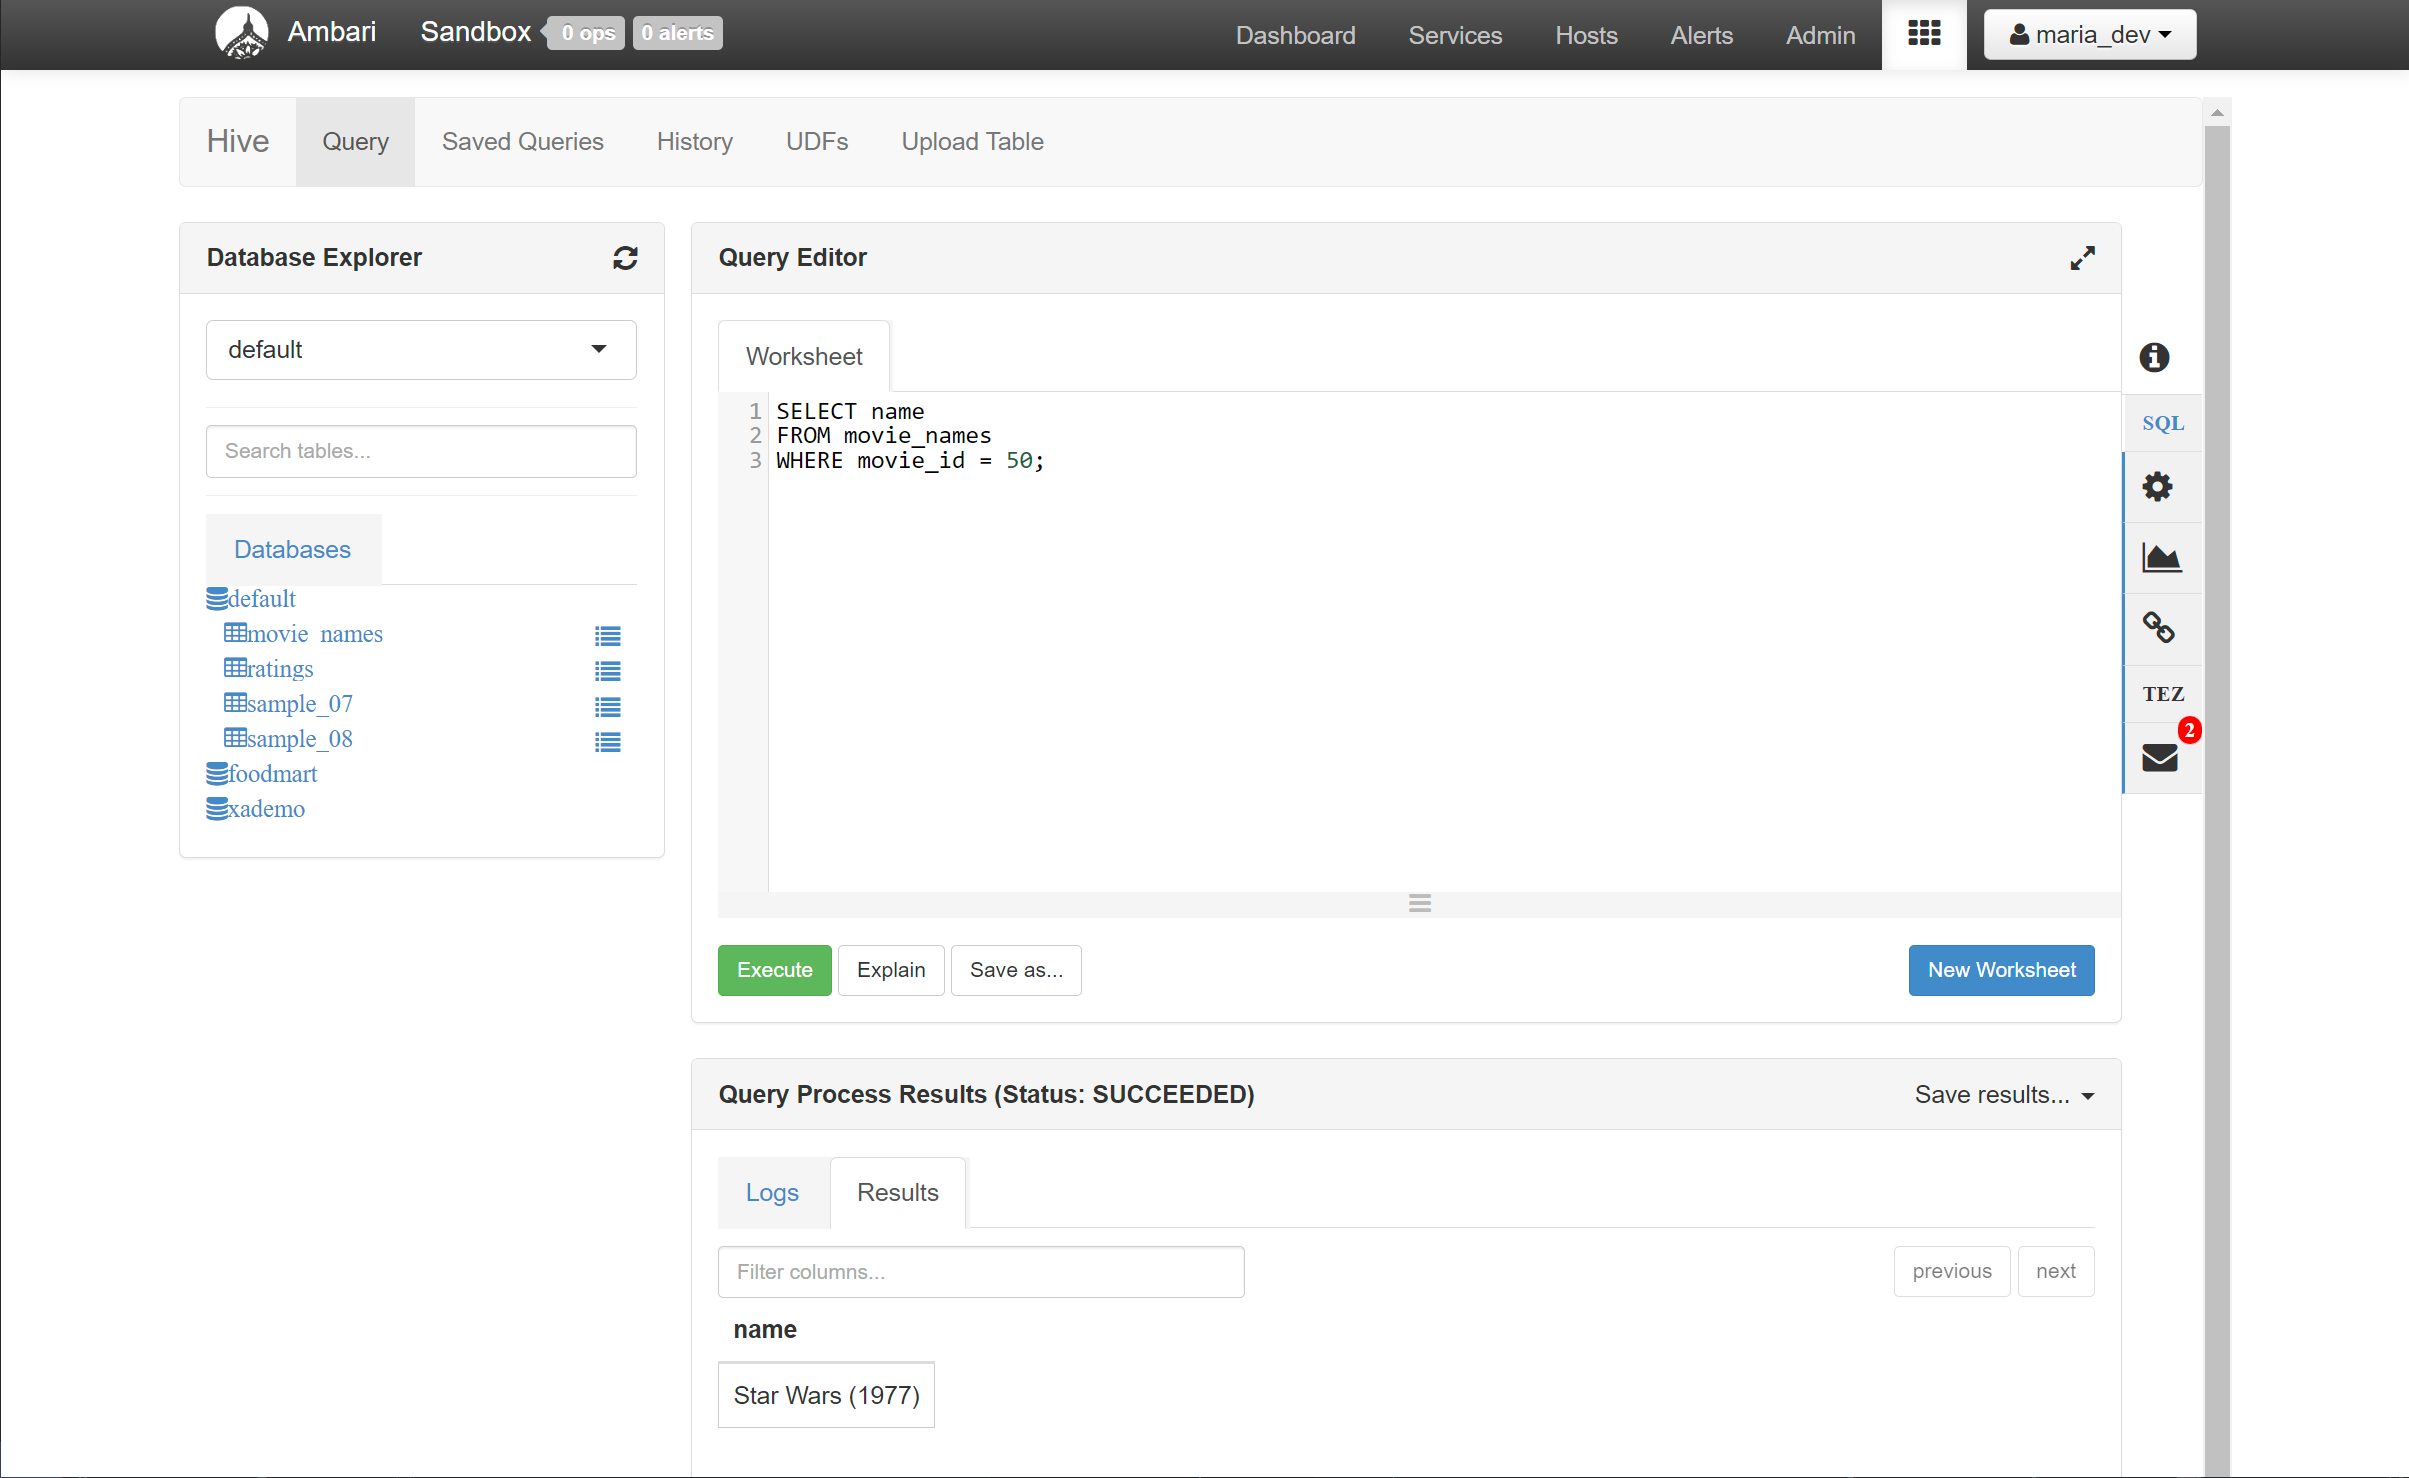 Ambari Sandbox 0 ops 0 alerts Dashboard Services Hosts Alerts Admin maria_dev
Hive Query Saved Queries History UDFs Upload Table
Database Explorer
default
Search tables...
Databases
default
movie_names
ratings
sample_07
sample_08
foodmart
xademo
Query Editor
Worksheet
1 SELECT name
2 FROM movie_names
3 WHERE movie_id = 50;
Execute Explain Save as... New Worksheet
SQL
TEZ
2
Query Process Results (Status: SUCCEEDED) Save results...
Logs Results
Filter columns... previous next
name
Star Wars (1977)